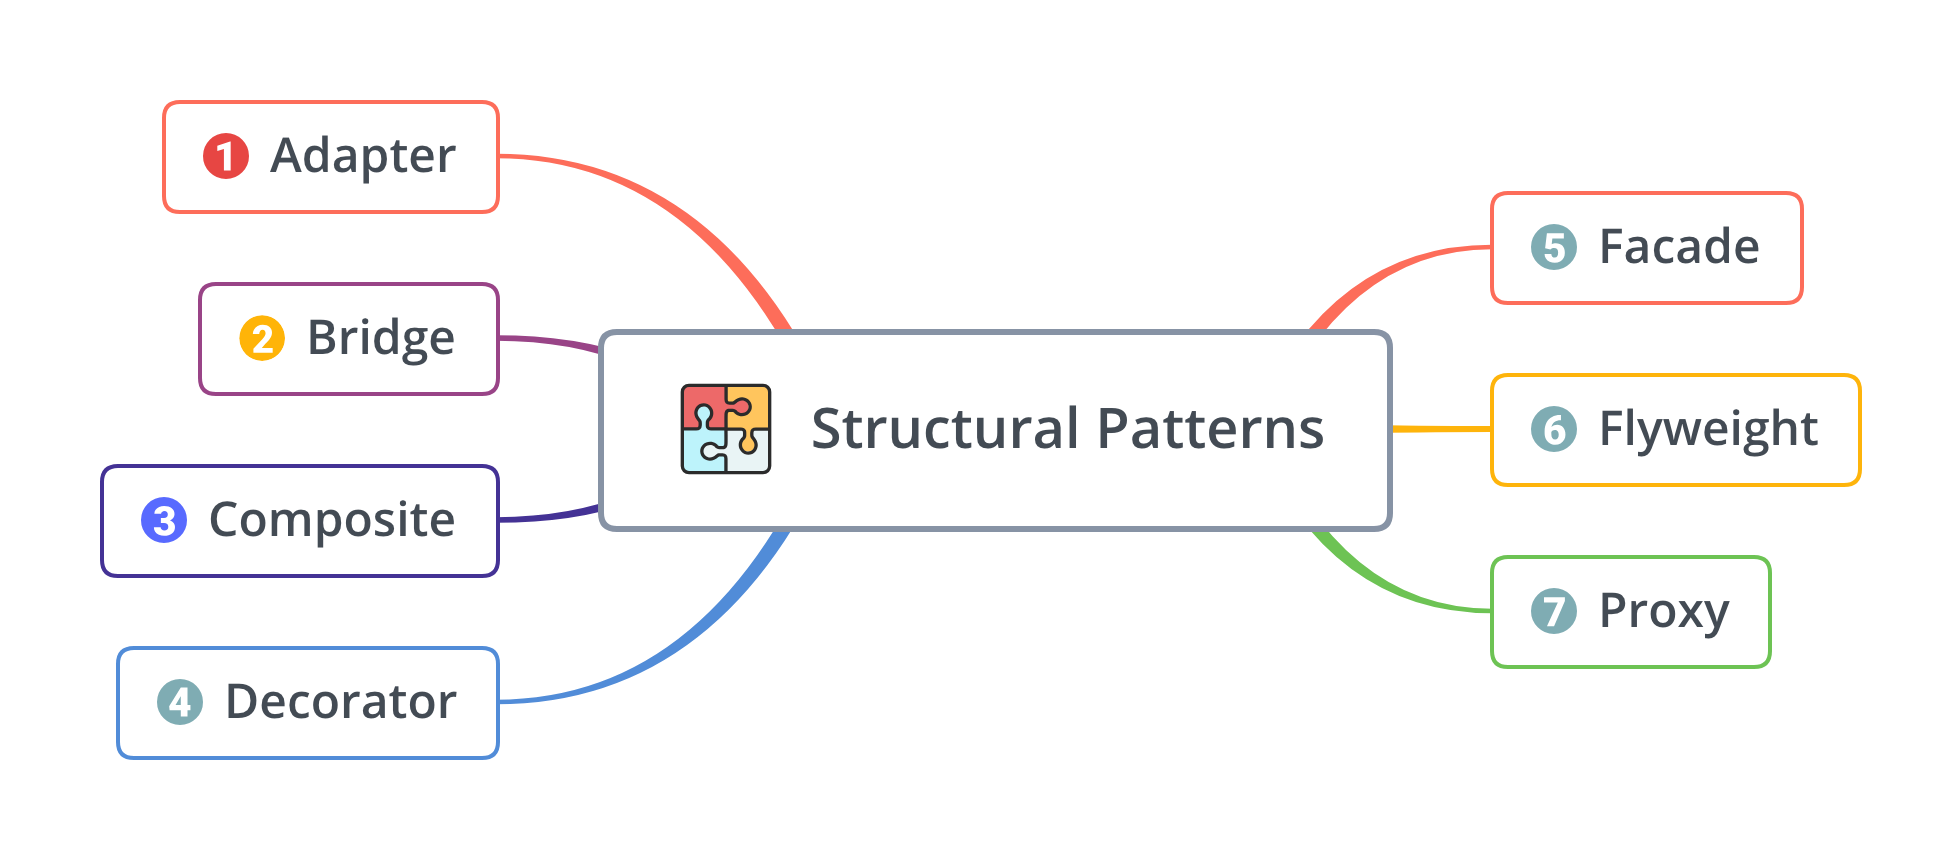 1 Adapter
2 Bridge
3 Composite
4 Decorator
Structural Patterns
5 Facade
6 Flyweight
7 Proxy